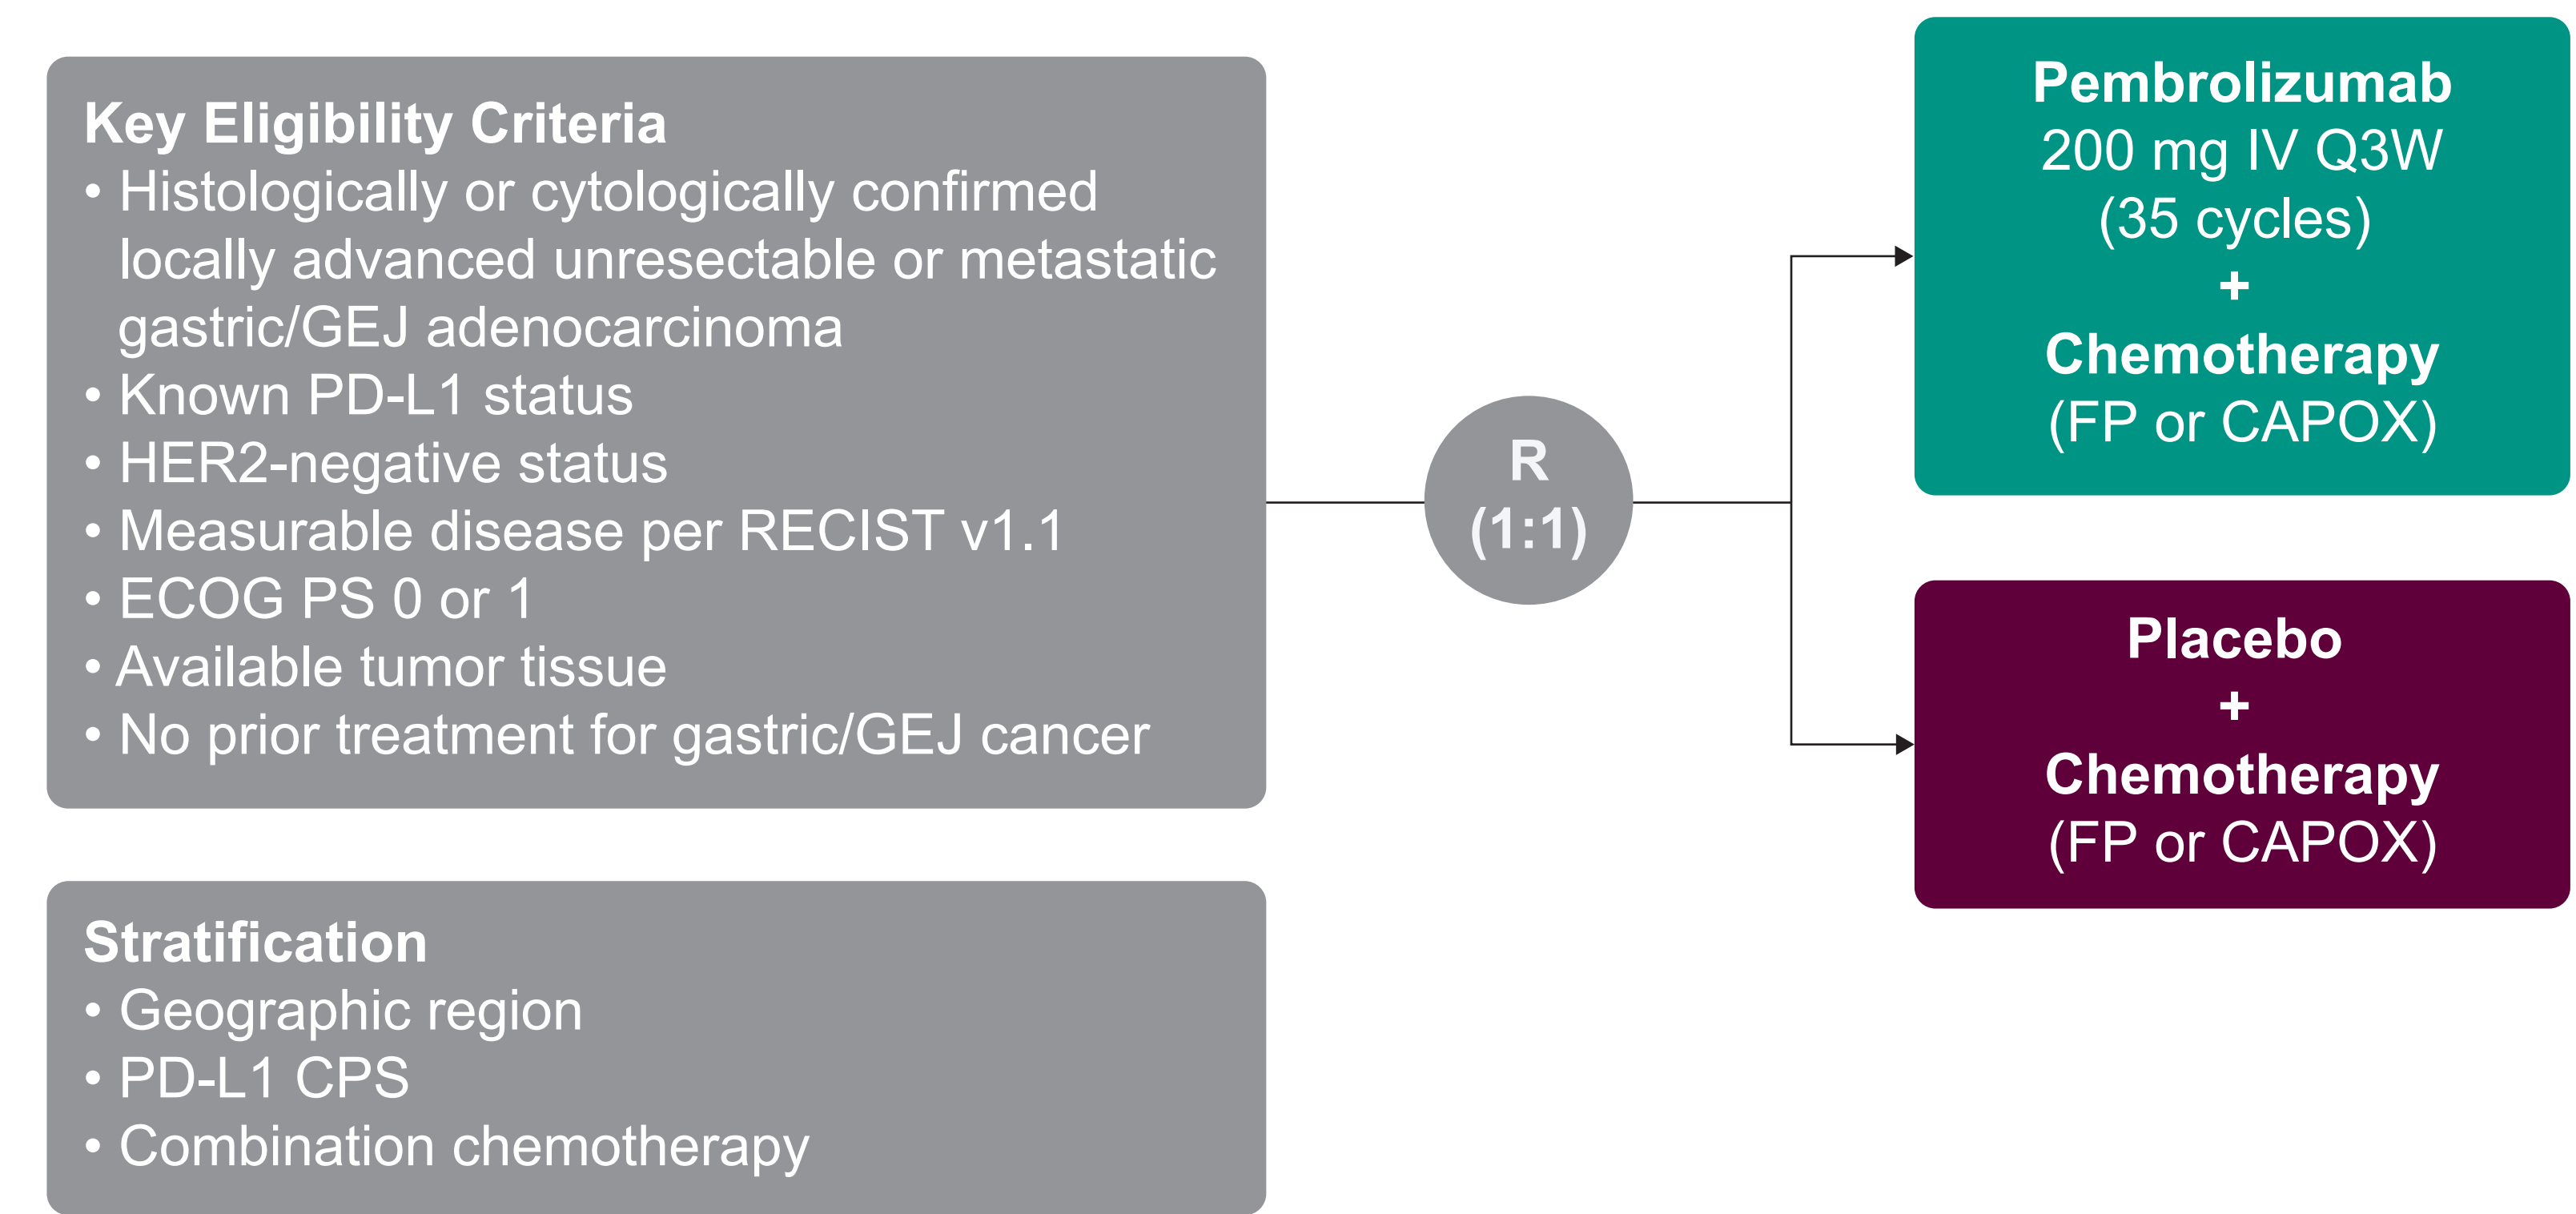 Key Eligibility Criteria
• Histologically or cytologically confirmed
locally advanced unresectable or metastatic
gastric/GEJ adenocarcinoma
• Known PD-L1 status
• HER2-negative status
• Measurable disease per RECIST v1.1
• ECOG PS 0 or 1
• Available tumor tissue
• No prior treatment for gastric/GEJ cancer
Stratification
• Geographic region
• PD-L1 CPS
• Combination chemotherapy
R
(1:1)
Pembrolizumab
200 mg IV Q3W
(35 cycles)
+
Chemotherapy
(FP or CAPOX)
Placebo
+
Chemotherapy
(FP or CAPOX)